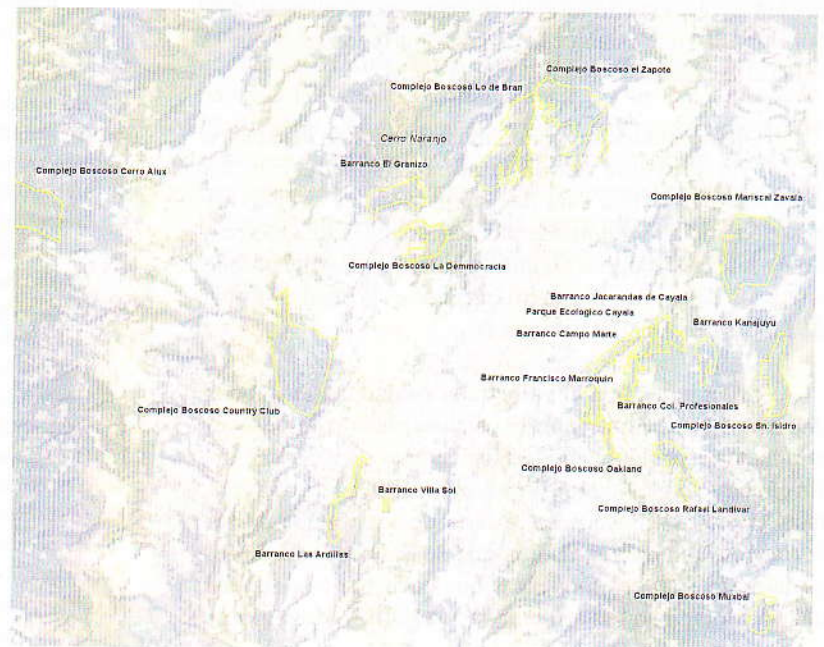 Complejo Boscoso el Zapote
Complejo Boscoso Lo de Bran
Cerro Naranjo
Barranco El Granizo
Complejo Boscoso Cerro Alux
Complejo Boscoso Mariscal Zavala
Complejo Boscoso La Demmocracia
Barranco Jacarandas de Cayala
Parque Ecologico Cayala
Barranco Kanajuyu
Barranco Campo Marte
Barranco Francisco Marroquin
Barranco Col. Profesionales
Complejo Boscoso Country Club
Complejo Boscoso Sn. Isidro
Complejo Boscoso Oakland
Barranco Villa Sol
Complejo Boscoso Rafael Landivar
Barranco Las Ardillas
Complejo Boscoso Muxbal